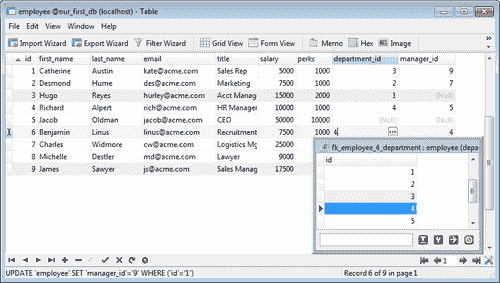 employee @our_first_db (localhost) - Table
File Edit View Window Help
Import Wizard Export Wizard Filter Wizard Grid View Form View Memo Hex Image
id first_name last_name email title salary perks department_id manager_id
1 Catherine Austin kate@acme.com Sales Rep 5000 1000 3 9
2 Desmond Hume des@acme.com Marketing 7500 1000 2 7
3 Hugo Reyes hurley@acme.com Acct Manag 15000 2000 1 (Null)
4 Richard Alpert rich@acme.com HR Manager 10000 1000 4 5
5 Jacob Oldman jacob@acme.com CEO 50000 10000 (Null) (Null)
6 Benjamin Linus linus@acme.com Recruitment 7500 1000 4 ... 4
7 Charles Widmore cw@acme.com Logistics Mg 25000
8 Michelle Destler md@acme.com Lawyer 9000
9 James Sawyer js@acme.com Sales Manag 17500
fk_employee_4_department : employee (depa
id
1
2
3
4
5
1
UPDATE 'employee' SET 'manager_id'='9' WHERE ('id'='1') Record 6 of 9 in page 1